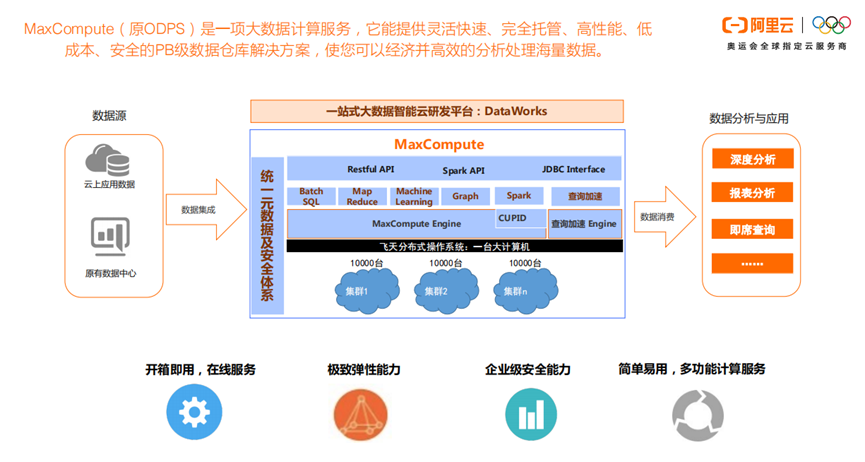 MaxCompute（原ODPS）是一项大数据计算服务，它能提供灵活快速、完全托管、高性能、低
成本、安全的PB级数据仓库解决方案，使您可以经济并高效的分析处理海量数据。
阿里云
奥运会全球指定云服务商
数据源
云上应用数据
原有数据中心
数据集成
一站式大数据智能云研发平台：DataWorks
MaxCompute
统一元数据及安全体系
Restful API
Spark API
JDBC Interface
Batch
SQL
Map
Reduce
Machine
Learning
Graph
Spark
查询加速
MaxCompute Engine
CUPID
查询加速 Engine
飞天分布式操作系统：一台大计算机
10000台
10000台
10000台
集群1
集群2
集群n
数据消费
数据分析与应用
深度分析
报表分析
即席查询
......
开箱即用，在线服务
极致弹性能力
企业级安全能力
简单易用，多功能计算服务